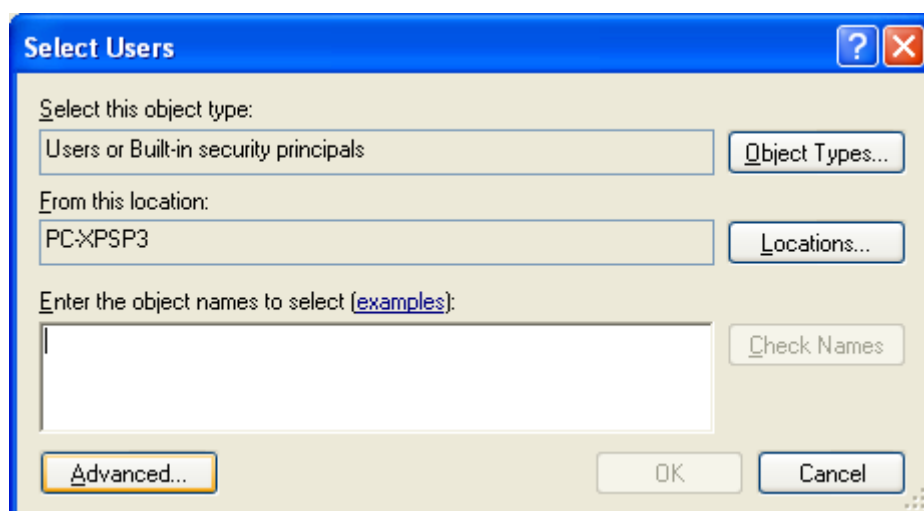 Select Users
Select this object type:
Users or Built-in security principals
Object Types...
From this location:
PC-XPSP3
Locations...
Enter the object names to select (examples):
Check Names
Advanced...
OK
Cancel